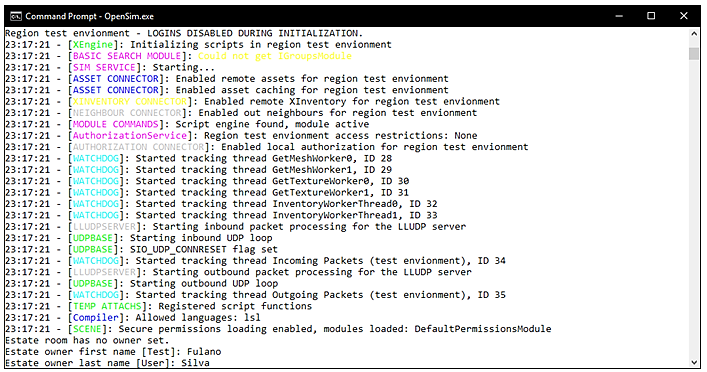 Command Prompt - OpenSim.exe
Region test envionment - LOGINS DISABLED DURING INITIALIZATION.
23:17:21 - [XEngine]: Initializing scripts in region test envionment
23:17:21 - [BASIC SEARCH MODULE]: Could not get IGroupsModule
23:17:21 - [SIM SERVICE]: Starting...
23:17:21 - [ASSET CONNECTOR]: Enabled remote assets for region test envionment
23:17:21 - [ASSET CONNECTOR]: Enabled asset caching for region test envionment
23:17:21 - [XINVENTORY CONNECTOR]: Enabled remote XInventory for region test envionment
23:17:21 - [NEIGHBOUR CONNECTOR]: Enabled out neighbours for region test envionment
23:17:21 - [MODULE COMMANDS]: Script engine found, module active
23:17:21 - [AuthorizationService]: Region test envionment access restrictions: None
23:17:21 - [AUTHORIZATION CONNECTOR]: Enabled local authorization for region test envionment
23:17:21 - [WATCHDOG]: Started tracking thread GetMeshWorker0, ID 28
23:17:21 - [WATCHDOG]: Started tracking thread GetMeshWorker1, ID 29
23:17:21 - [WATCHDOG]: Started tracking thread GetTextureWorker0, ID 30
23:17:21 - [WATCHDOG]: Started tracking thread GetTextureWorker1, ID 31
23:17:21 - [WATCHDOG]: Started tracking thread InventoryWorkerThread0, ID 32
23:17:21 - [WATCHDOG]: Started tracking thread InventoryWorkerThread1, ID 33
23:17:21 - [LLUDPSERVER]: Starting inbound packet processing for the LLUDP server
23:17:21 - [UDPBASE]: Starting inbound UDP loop
23:17:21 - [UDPBASE]: SIO_UDP_CONNRESET flag set
23:17:21 - [WATCHDOG]: Started tracking thread Incoming Packets (test envionment), ID 34
23:17:21 - [LLUDPSERVER]: Starting outbound packet processing for the LLUDP server
23:17:21 - [UDPBASE]: Starting outbound UDP loop
23:17:21 - [WATCHDOG]: Started tracking thread Outgoing Packets (test envionment), ID 35
23:17:21 - [TEMP ATTACHS]: Registered script functions
23:17:21 - [Compiler]: Allowed languages: lsl
23:17:21 - [SCENE]: Secure permissions loading enabled, modules loaded: DefaultPermissionsModule
Estate room has no owner set.
Estate owner first name [Test]: Fulano
Estate owner last name [User]: Silva